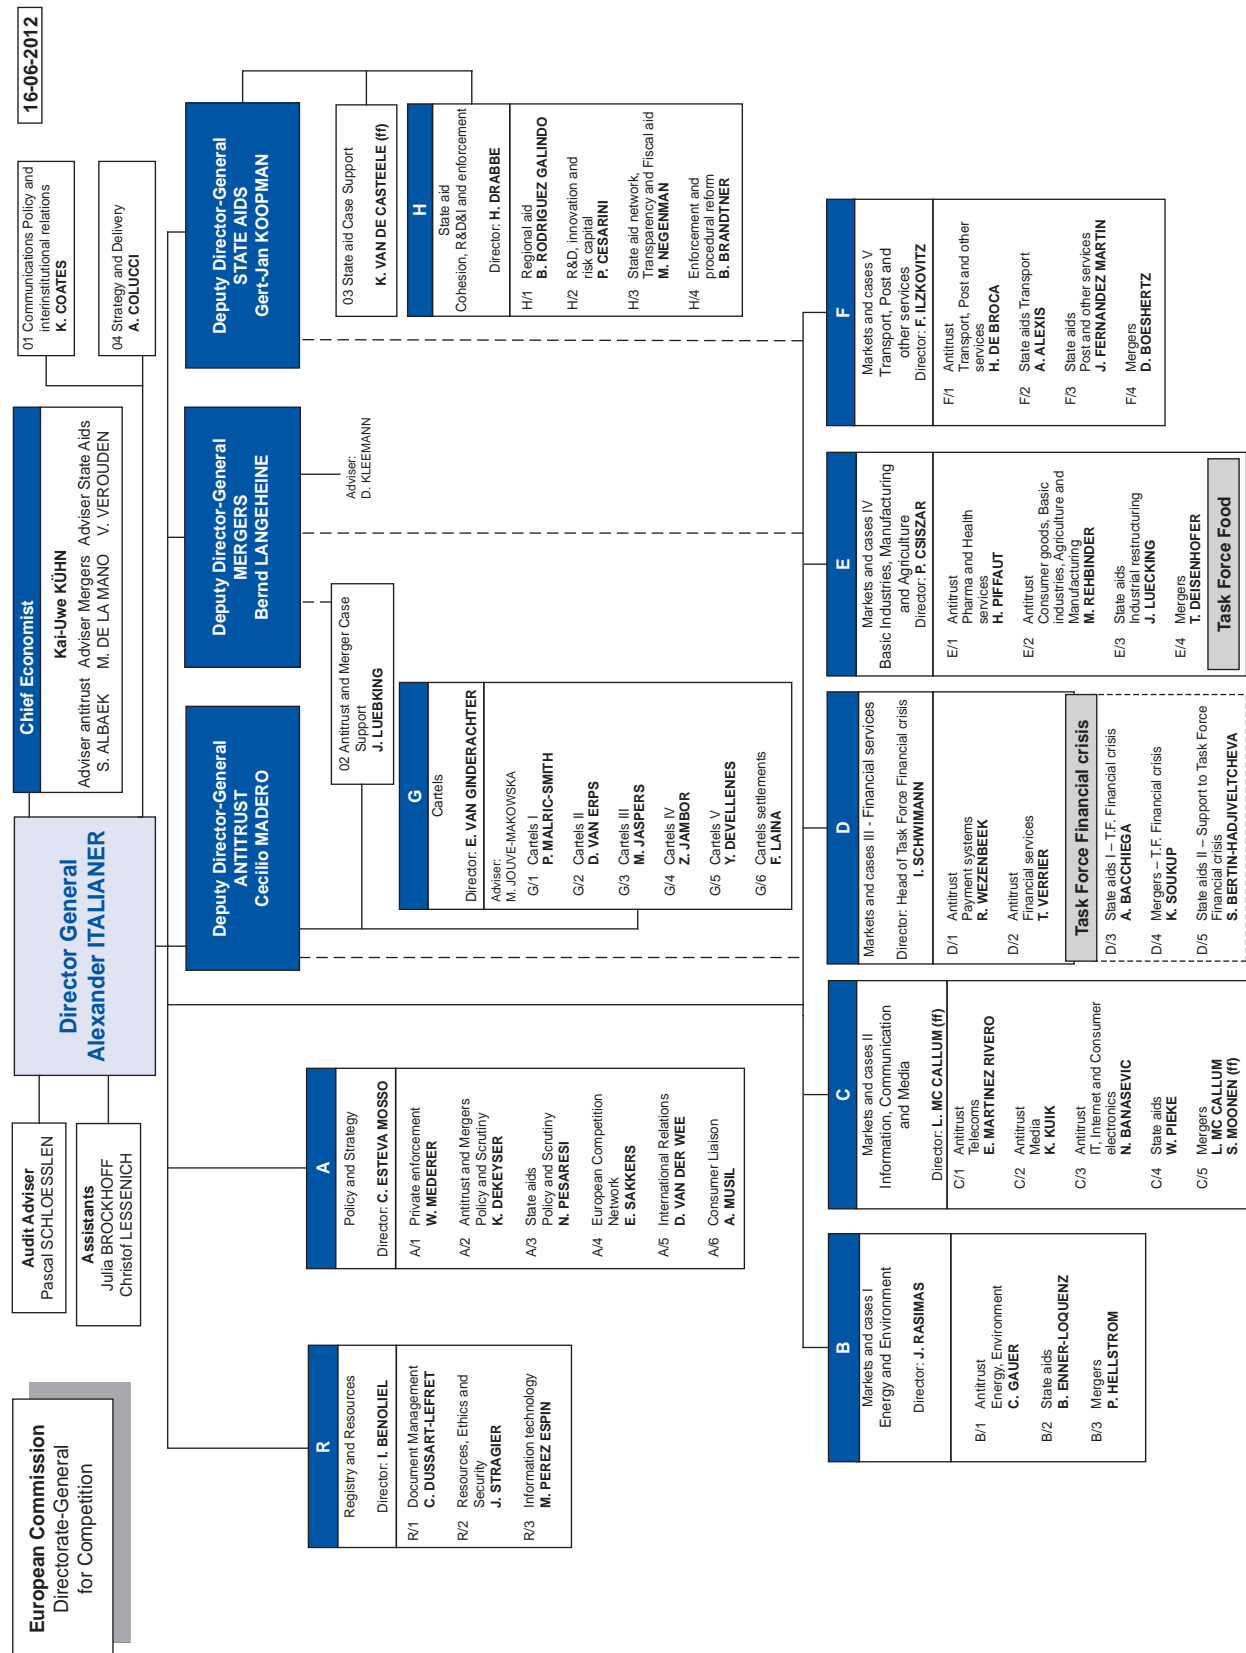 European Commission
Directorate-General
for Competition
16-06-2012
Audit Adviser
Pascal SCHLOESSLEN
Assistants
Julia BROCKHOFF
Christof LESSENICH
Director General
Alexander ITALIANER
Chief Economist
Kai-Uwe KÜHN
Adviser antitrust Adviser Mergers Adviser State Aids
S. ALBAEK M. DE LA MANO V. VEROUDEN
01 Communications Policy and
interinstitutional relations
K. COATES
04 Strategy and Delivery
A. COLUCCI
Deputy Director-General
ANTITRUST
Cecilio MADERO
Deputy Director-General
MERGERS
Bernd LANGEHEINE
Deputy Director-General
STATE AIDS
Gert-Jan KOOPMAN
Adviser:
D. KLEEMANN
02 Antitrust and Merger Case
Support
J. LUEBKING
03 State aid Case Support
K. VAN DE CASTEELE (ff)
R
Registry and Resources
Director: I. BENOLIEL
R/1 Document Management
C. DUSSART-LEFRET
R/2 Resources, Ethics and
Security
J. STRAGIER
R/3 Information technology
M. PEREZ ESPIN
A
Policy and Strategy
Director: C. ESTEVA MOSSO
A/1 Private enforcement
W. MEDERER
A/2 Antitrust and Mergers
Policy and Scrutiny
K. DEKEYSER
A/3 State aids
Policy and Scrutiny
N. PESARESI
A/4 European Competition
Network
E. SAKKERS
A/5 International Relations
D. VAN DER WEE
A/6 Consumer Liaison
A. MUSIL
G
Cartels
Director: E. VAN GINDERACHTER
Adviser:
M. JOUVE-MAKOWSKA
G/1 Cartels I
P. MALRIC-SMITH
G/2 Cartels II
D. VAN ERPS
G/3 Cartels III
M. JASPERS
G/4 Cartels IV
Z. JAMBOR
G/5 Cartels V
Y. DEVELLENES
G/6 Cartels settlements
F. LAINA
H
State aid
Cohesion, R&D&I and enforcement
Director: H. DRABBE
H/1 Regional aid
B. RODRIGUEZ GALINDO
H/2 R&D, innovation and
risk capital
P. CESARINI
H/3 State aid network,
Transparency and Fiscal aid
M. NEGENMAN
H/4 Enforcement and
procedural reform
B. BRANDTNER
B
Markets and cases I
Energy and Environment
Director: J. RASIMAS
B/1 Antitrust
Energy, Environment
C. GAUER
B/2 State aids
B. ENNER-LOQUENZ
B/3 Mergers
P. HELLSTROM
C
Markets and cases II
Information, Communication
and Media
Director: L. MC CALLUM (ff)
C/1 Antitrust
Telecoms
E. MARTINEZ RIVERO
C/2 Antitrust
Media
K. KUIK
C/3 Antitrust
IT, Internet and Consumer
electronics
N. BANASEVIC
C/4 State aids
W. PIEKE
C/5 Mergers
L. MC CALLUM
S. MOONEN (ff)
D
Markets and cases III - Financial services
Director: Head of Task Force Financial crisis
I. SCHWIMANN
D/1 Antitrust
Payment systems
R. WEZENBEEK
D/2 Antitrust
Financial services
T. VERRIER
Task Force Financial crisis
D/3 State aids I – T.F. Financial crisis
A. BACCHIEGA
D/4 Mergers – T.F. Financial crisis
K. SOUKUP
D/5 State aids II – Support to Task Force
Financial crisis
S. BERTIN-HADJIVELTCHEVA
E
Markets and cases IV
Basic Industries, Manufacturing
and Agriculture
Director: P. CSISZAR
E/1 Antitrust
Pharma and Health
services
H. PIFFAUT
E/2 Antitrust
Consumer goods, Basic
industries, Agriculture and
Manufacturing
M. REHBINDER
E/3 State aids
Industrial restructuring
J. LUECKING
E/4 Mergers
T. DEISENHOFER
Task Force Food
F
Markets and cases V
Transport, Post and
other services
Director: F. ILZKOVITZ
F/1 Antitrust
Transport, Post and other
services
H. DE BROCA
F/2 State aids Transport
A. ALEXIS
F/3 State aids
Post and other services
J. FERNANDEZ MARTIN
F/4 Mergers
D. BOESHERTZ